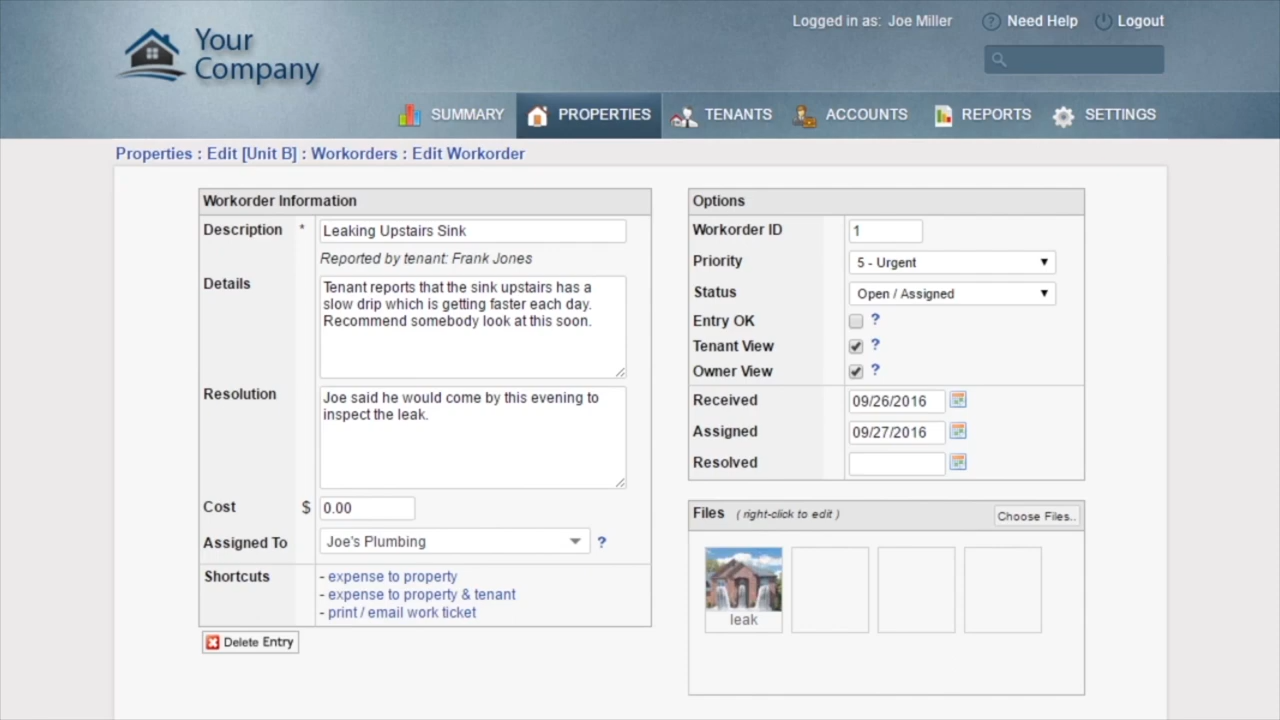 Logged in as: Joe Miller
Need Help
Logout
Your
Company
SUMMARY
PROPERTIES
TENANTS
ACCOUNTS
REPORTS
SETTINGS
Properties : Edit [Unit B] : Workorders : Edit Workorder
Workorder Information
Description * Leaking Upstairs Sink
Reported by tenant: Frank Jones
Details
Tenant reports that the sink upstairs has a
slow drip which is getting faster each day.
Recommend somebody look at this soon.
Resolution
Joe said he would come by this evening to
inspect the leak.
Cost $ 0.00
Assigned To Joe's Plumbing ?
Shortcuts
- expense to property
- expense to property & tenant
- print / email work ticket
Delete Entry
Options
Workorder ID 1
Priority 5 - Urgent
Status Open / Assigned
Entry OK ?
Tenant View ?
Owner View ?
Received 09/26/2016
Assigned 09/27/2016
Resolved
Files ( right-click to edit ) Choose Files..
leak